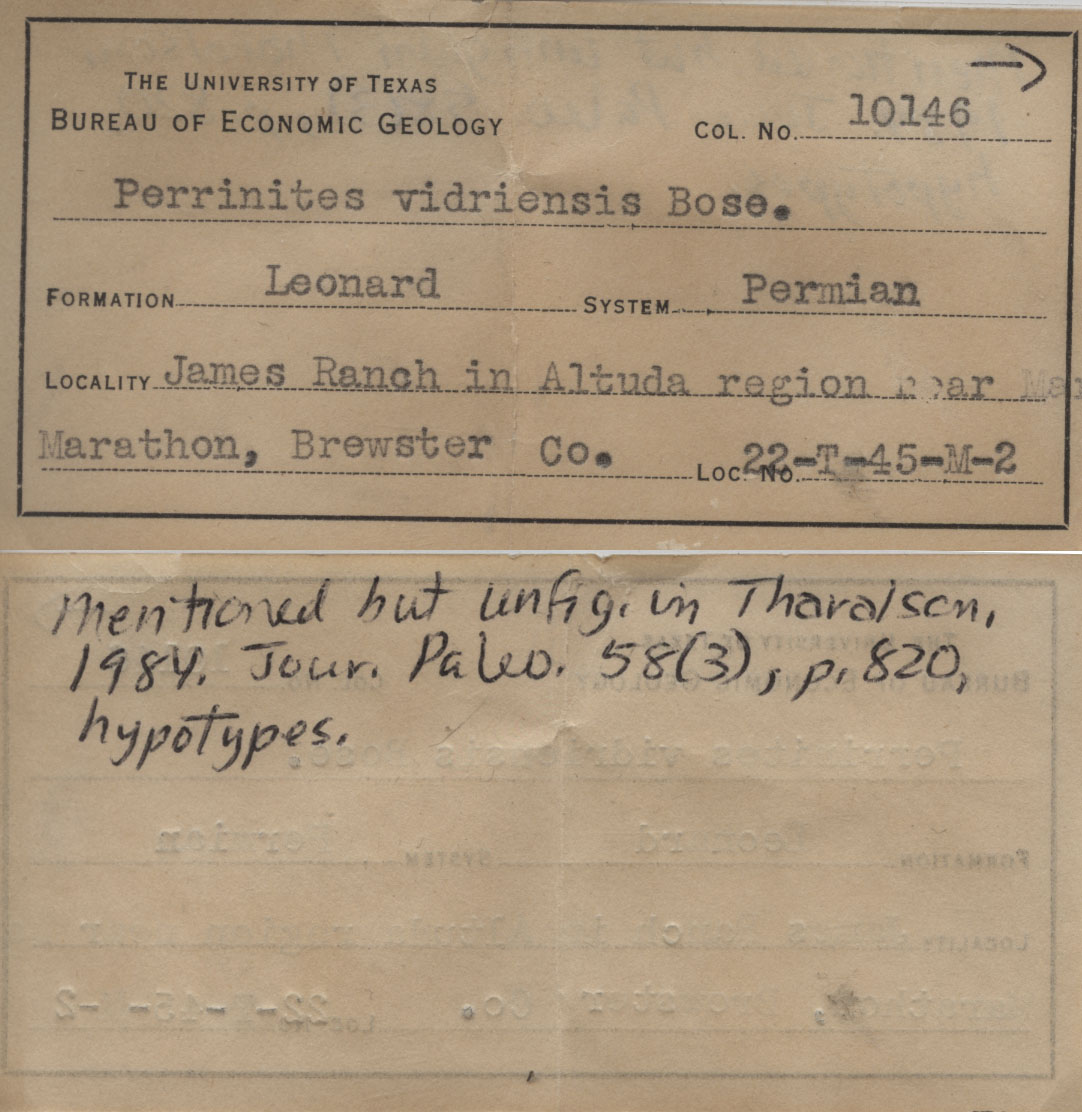 THE UNIVERSITY OF TEXAS
BUREAU OF ECONOMIC GEOLOGY
COL. NO. 10146
Perrinites vidriensis Bose.
FORMATION Leonard SYSTEM Permian
LOCALITY James Ranch in Altuda region near Mar
Marathon, Brewster Co. LOC. NO. 22-T-45-M-2
Mentioned but unfig. in Tharalson,
1984. Jour. Paleo. 58(3), p. 820,
hypotypes.